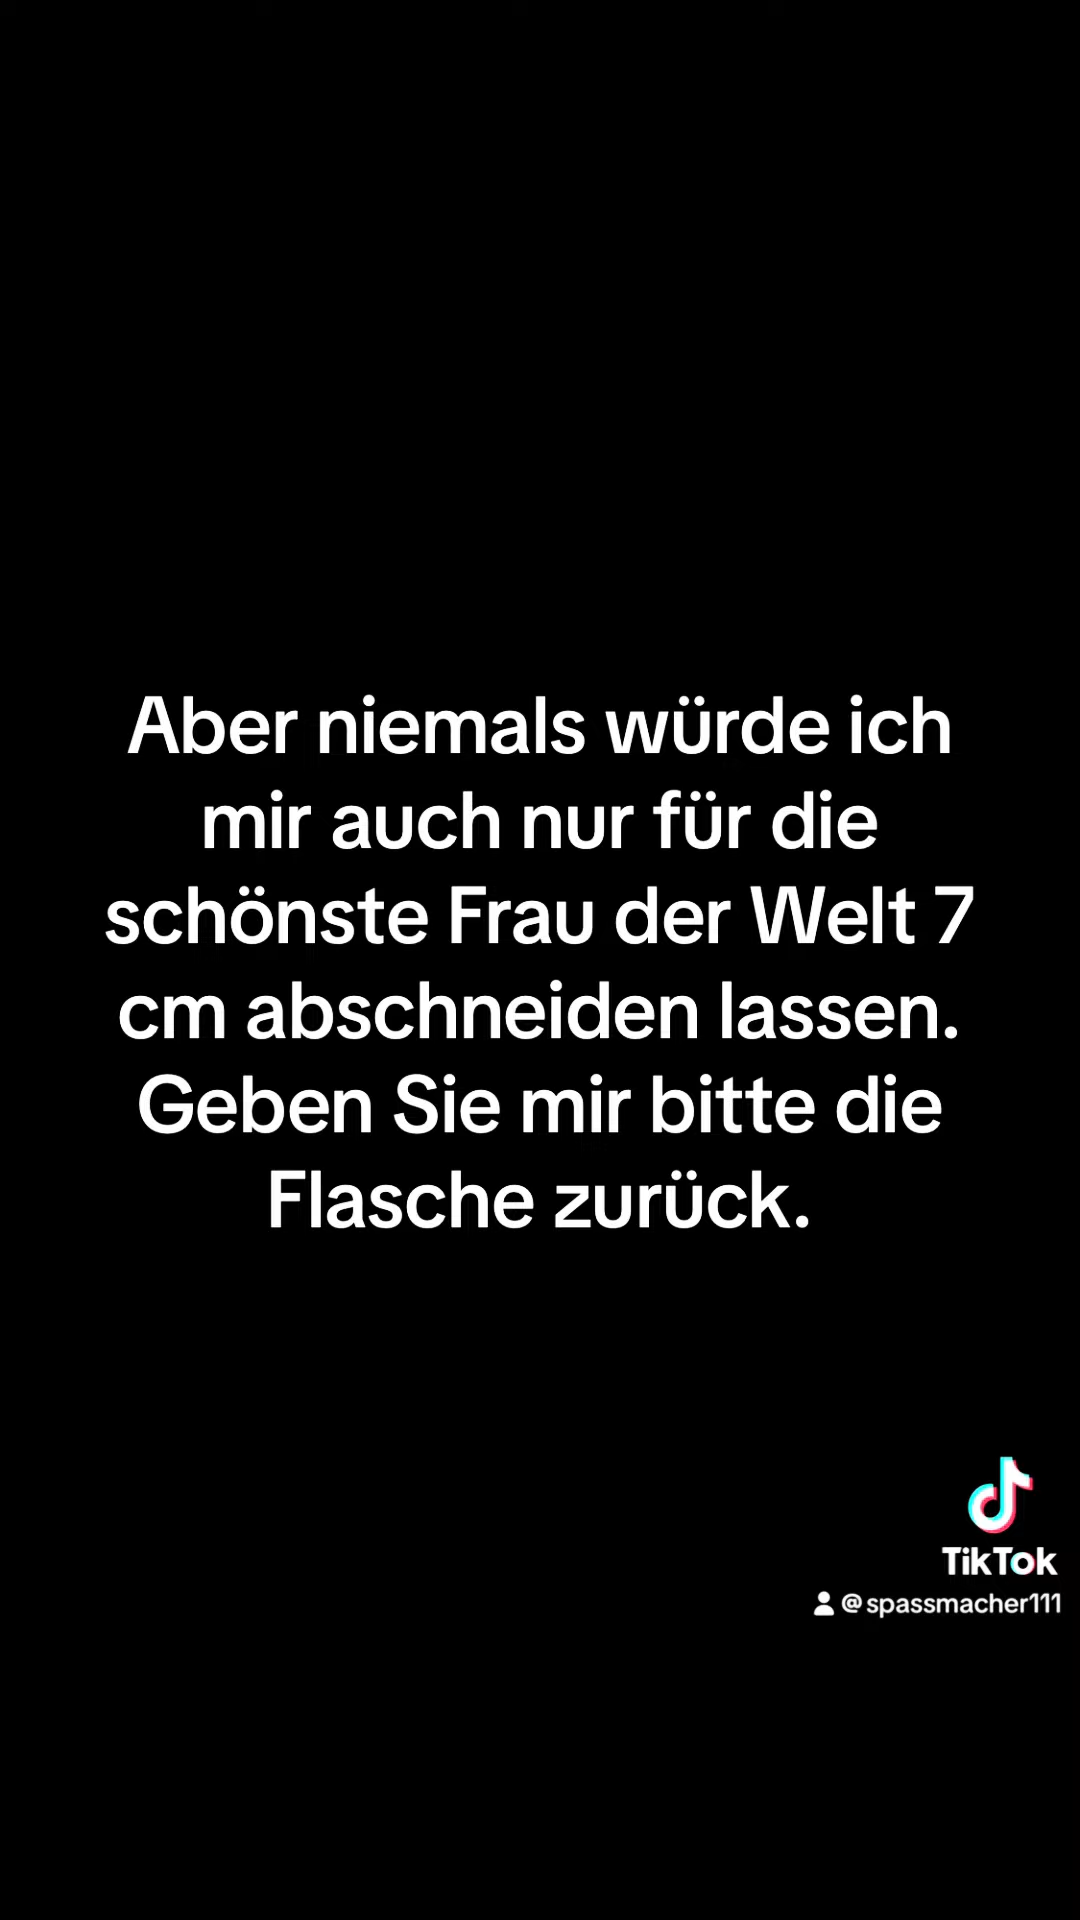 Aber niemals würde ich
mir auch nur für die
schönste Frau der Welt 7
cm abschneiden lassen.
Geben Sie mir bitte die
Flasche zurück.
TikTok
@spassmacher111